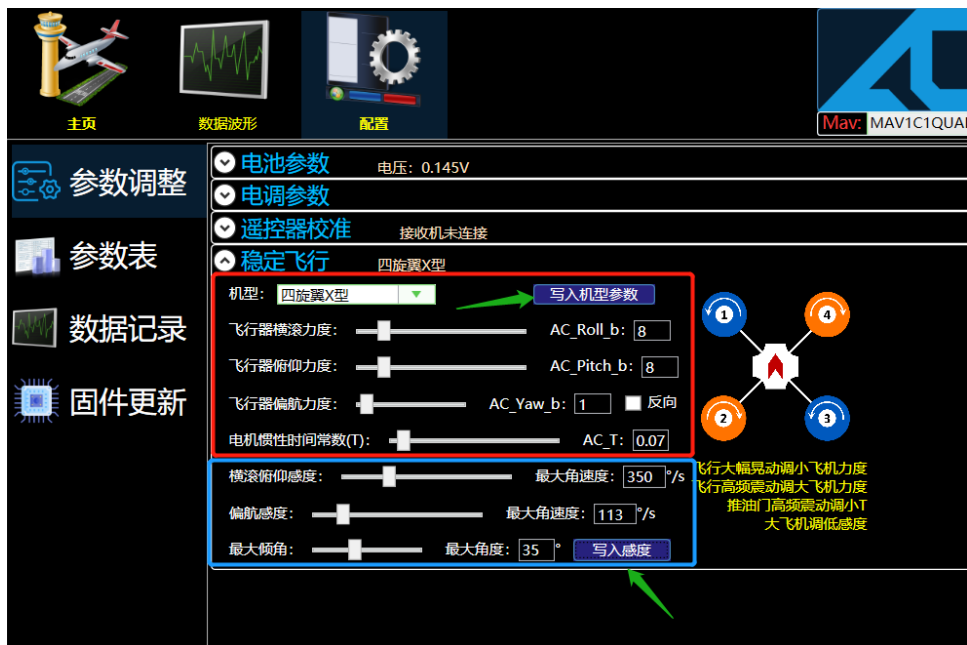 主页
数据波形
配置
Mav: MAV1C1QUA
参数调整
参数表
数据记录
固件更新
电池参数 电压：0.145V
电调参数
遥控器校准 接收机未连接
稳定飞行 四旋翼X型
机型： 四旋翼X型 写入机型参数
飞行器横滚力度： AC_Roll_b: 8
飞行器俯仰力度： AC_Pitch_b: 8
飞行器偏航力度： AC_Yaw_b: 1 反向
电机惯性时间常数(T)： AC_T: 0.07
横滚俯仰感度： 最大角速度： 350 °/s
偏航感度： 最大角速度： 113 °/s
最大倾角： 最大角度： 35 ° 写入感度
1
4
2
3
飞行大幅晃动调小飞机力度
飞行高频震动调大飞机力度
推油门高频震动调小T
大飞机调低感度